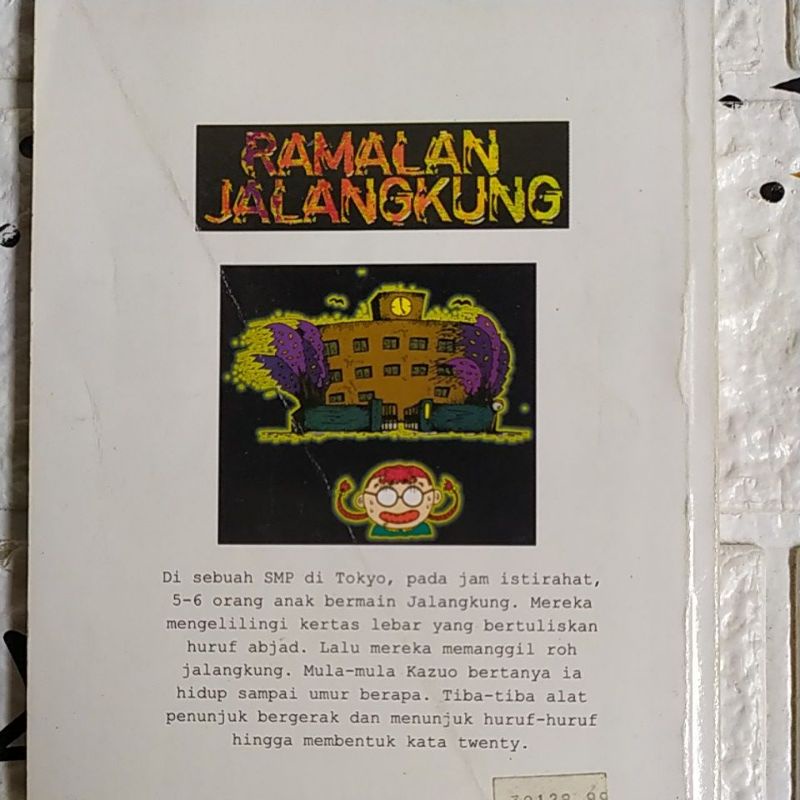 RAMALAN
JALANGKUNG
Di sebuah SMP di Tokyo, pada jam istirahat,
5-6 orang anak bermain Jalangkung. Mereka
mengelilingi kertas lebar yang bertuliskan
huruf abjad. Lalu mereka memanggil roh
jalangkung. Mula-mula Kazuo bertanya ia
hidup sampai umur berapa. Tiba-tiba alat
penunjuk bergerak dan menunjuk huruf-huruf
hingga membentuk kata twenty.